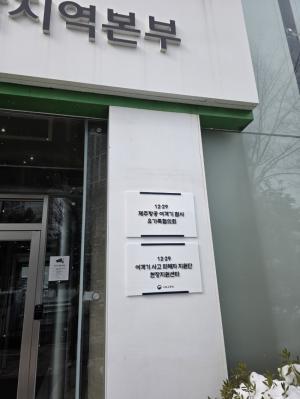 지역본부
12·29
제주항공 여객기 참사
유가족협의회
12·29
여객기 사고 피해자 지원단
현장지원센터